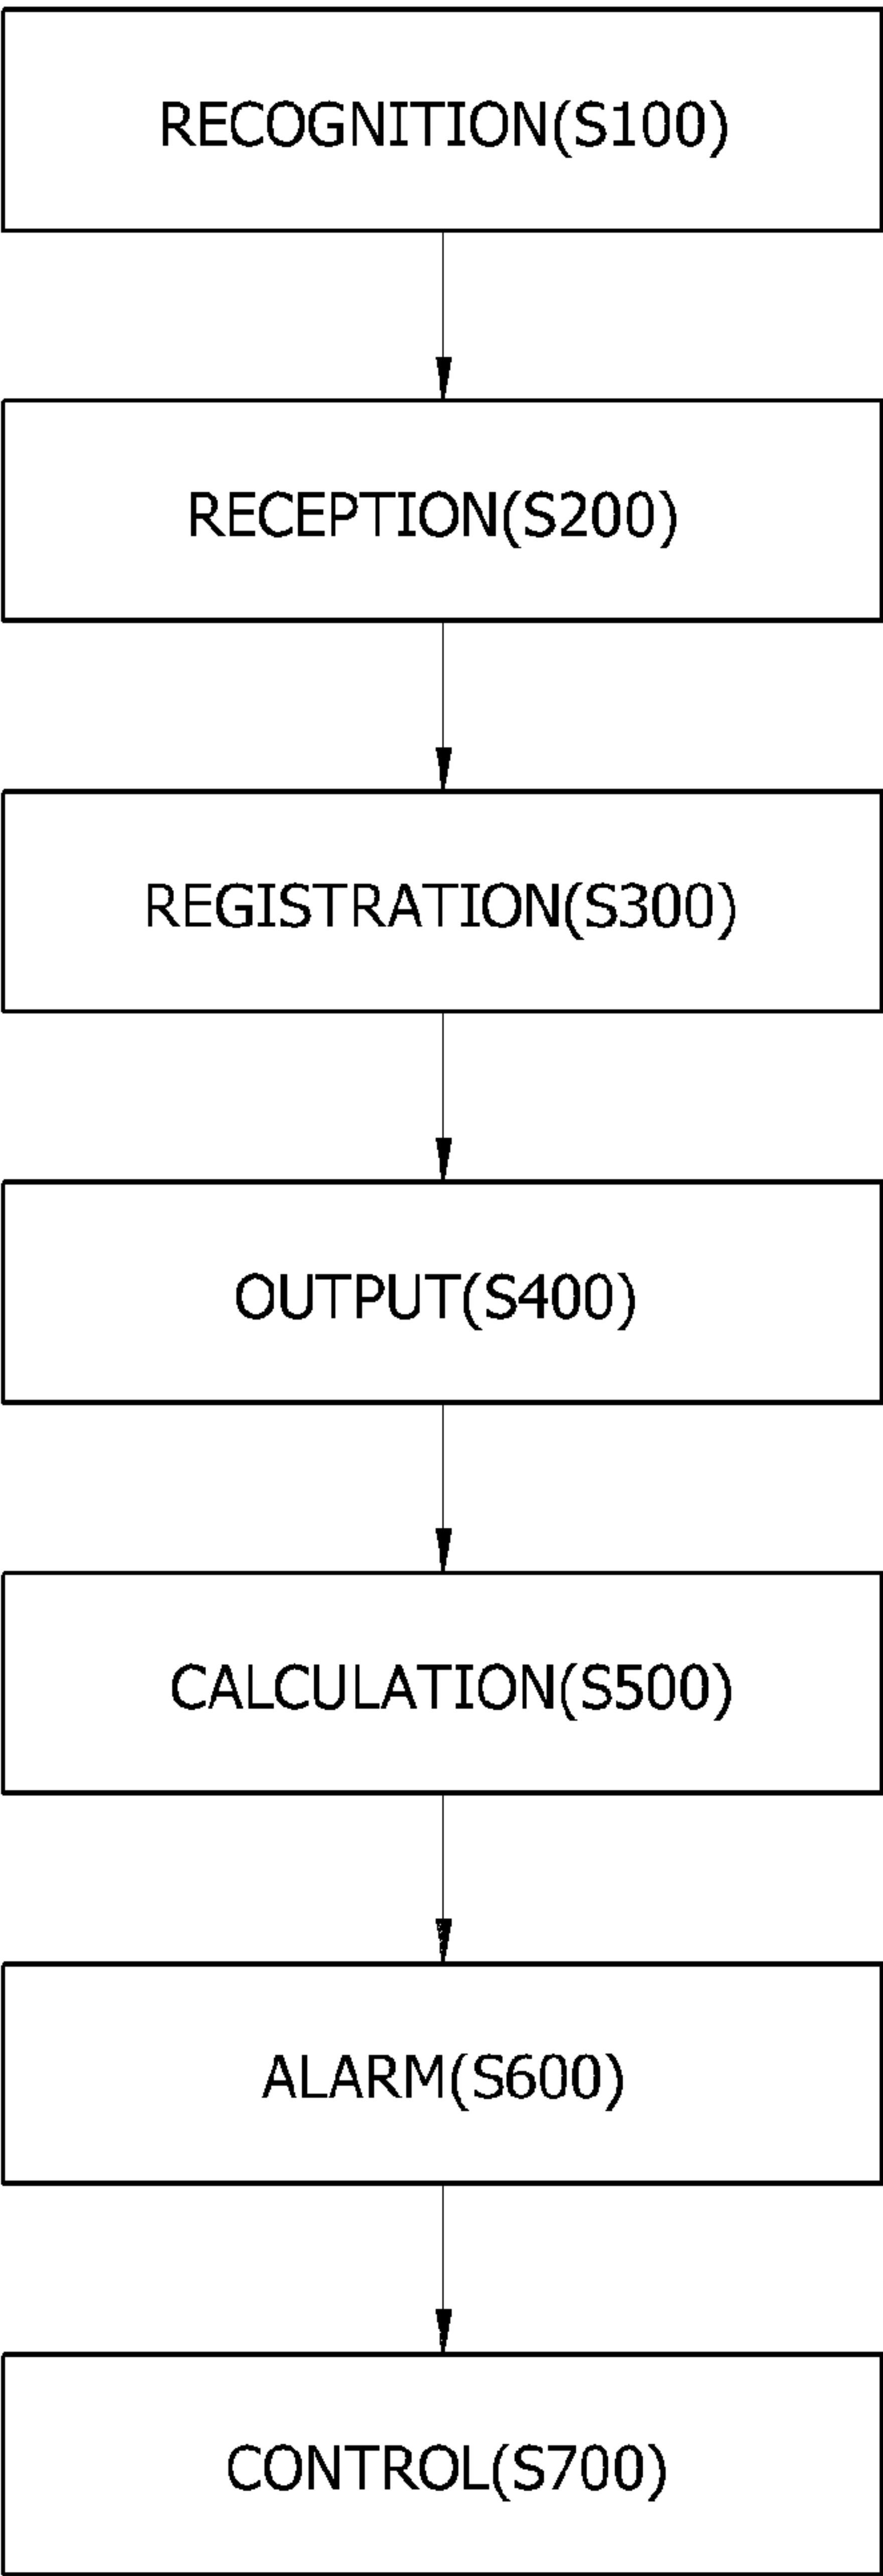 RECOGNITION(S100)
RECEPTION(S200)
REGISTRATION(S300)
OUTPUT(S400)
CALCULATION(S500)
ALARM(S600)
CONTROL(S700)